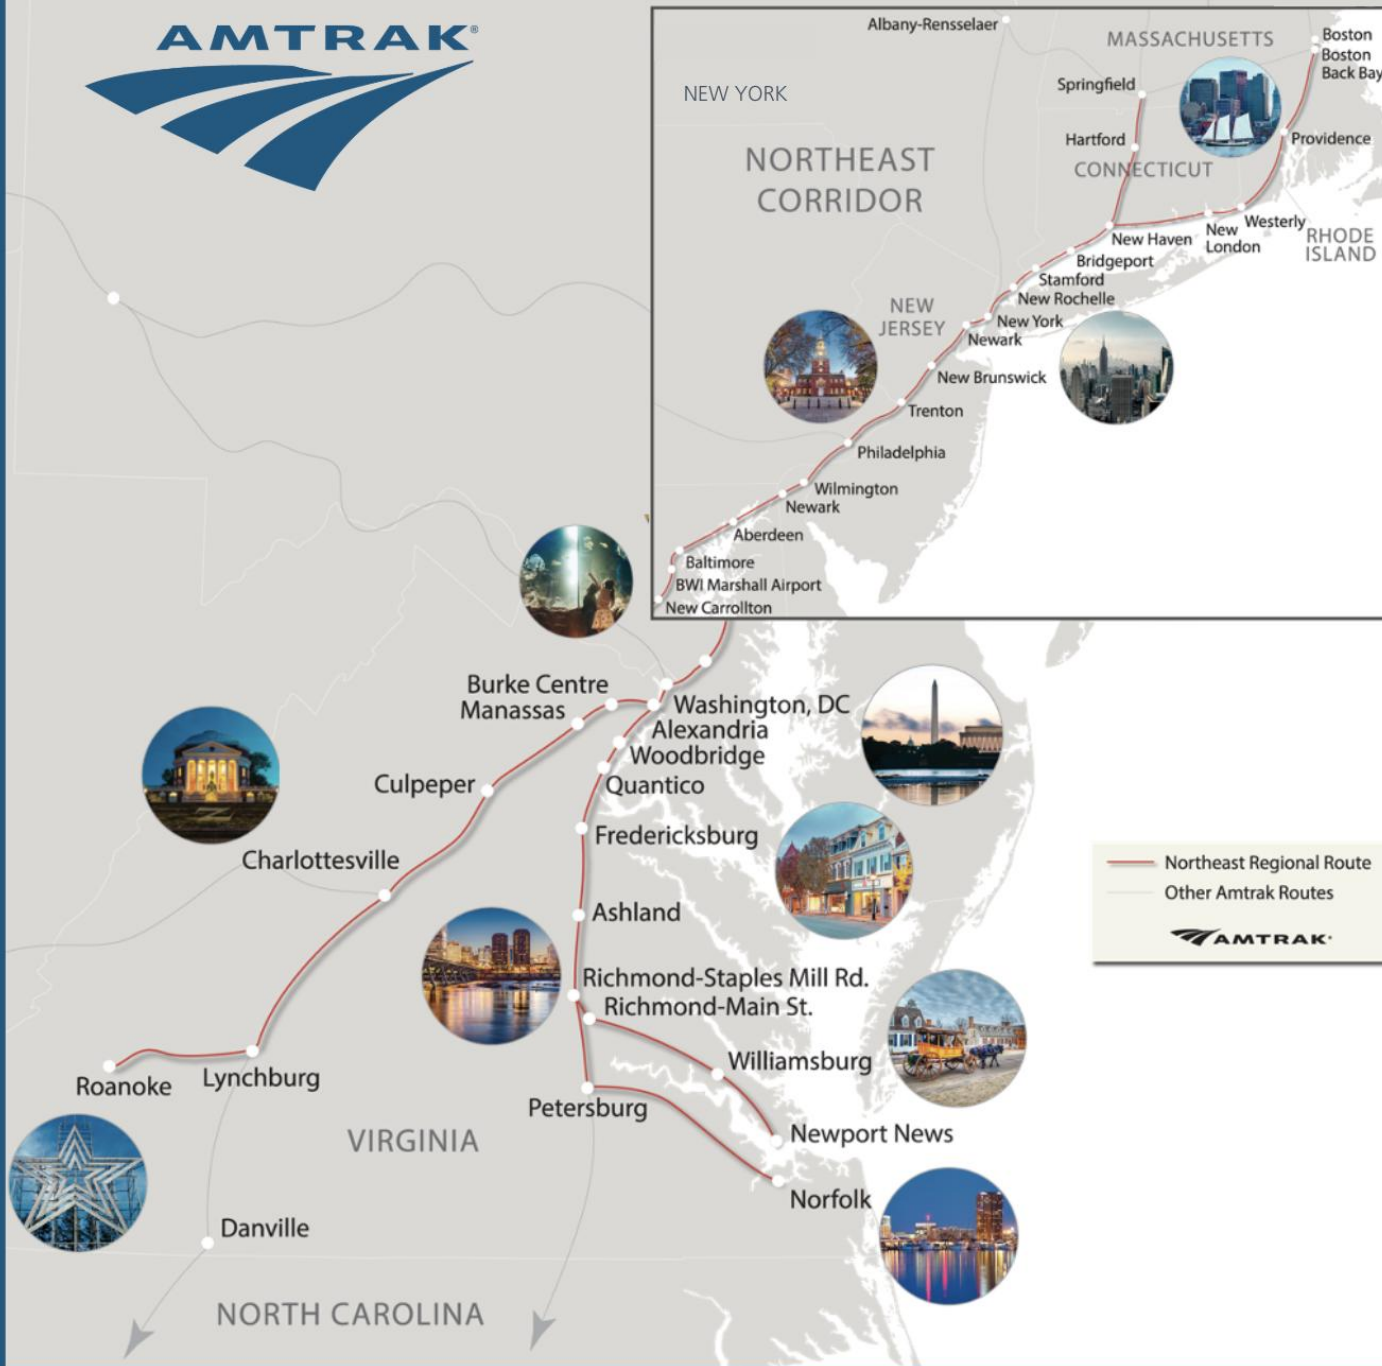 AMTRAK®
Albany-Rensselaer
MASSACHUSETTS
Boston
Boston
Back Bay
NEW YORK
Springfield
Hartford
Providence
NORTHEAST
CORRIDOR
CONNECTICUT
New Haven
New
London
Westerly
RHODE
ISLAND
Bridgeport
Stamford
New Rochelle
NEW
JERSEY
New York
Newark
New Brunswick
Trenton
Philadelphia
Wilmington
Newark
Aberdeen
Baltimore
BWI Marshall Airport
New Carrollton
Burke Centre
Manassas
Washington, DC
Alexandria
Woodbridge
Quantico
Culpeper
Fredericksburg
Charlottesville
Ashland
Northeast Regional Route
Other Amtrak Routes
AMTRAK®
Richmond-Staples Mill Rd.
Richmond-Main St.
Williamsburg
Roanoke
Lynchburg
Petersburg
VIRGINIA
Newport News
Norfolk
Danville
NORTH CAROLINA